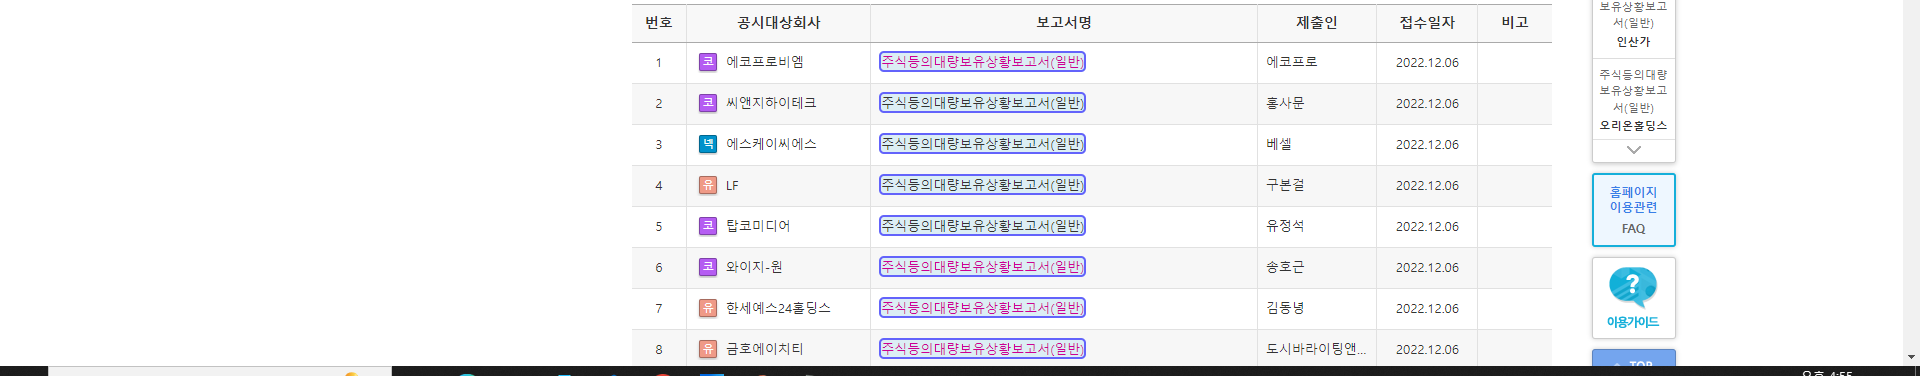 번호 공시대상회사 보고서명 제출인 접수일자 비고
1 코 에코프로비엠 주식등의대량보유상황보고서(일반) 에코프로 2022.12.06
2 코 씨앤지하이테크 주식등의대량보유상황보고서(일반) 홍사문 2022.12.06
3 넥 에스케이씨에스 주식등의대량보유상황보고서(일반) 베셀 2022.12.06
4 유 LF 주식등의대량보유상황보고서(일반) 구본걸 2022.12.06
5 코 탑코미디어 주식등의대량보유상황보고서(일반) 유정석 2022.12.06
6 코 와이지-원 주식등의대량보유상황보고서(일반) 송호근 2022.12.06
7 유 한세예스24홀딩스 주식등의대량보유상황보고서(일반) 김동녕 2022.12.06
8 유 금호에이치티 주식등의대량보유상황보고서(일반) 도시바라이팅앤... 2022.12.06
보유상황보고
서(일반)
인산가
주식등의대량
보유상황보고
서(일반)
오리온홀딩스
홈페이지
이용관련
FAQ
?
이용가이드
TOP
오후 4:55